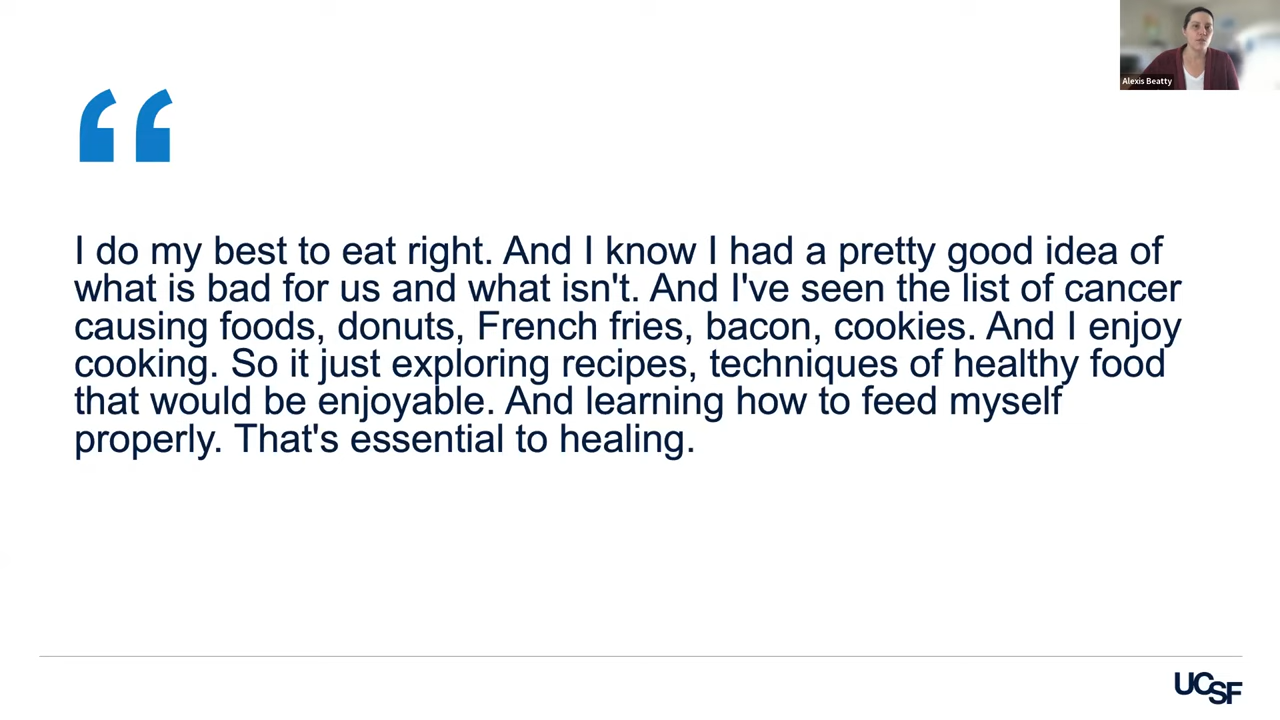 Alexis Beatty
“
I do my best to eat right. And I know I had a pretty good idea of
what is bad for us and what isn't. And I've seen the list of cancer
causing foods, donuts, French fries, bacon, cookies. And I enjoy
cooking. So it just exploring recipes, techniques of healthy food
that would be enjoyable. And learning how to feed myself
properly. That's essential to healing.
UCSF